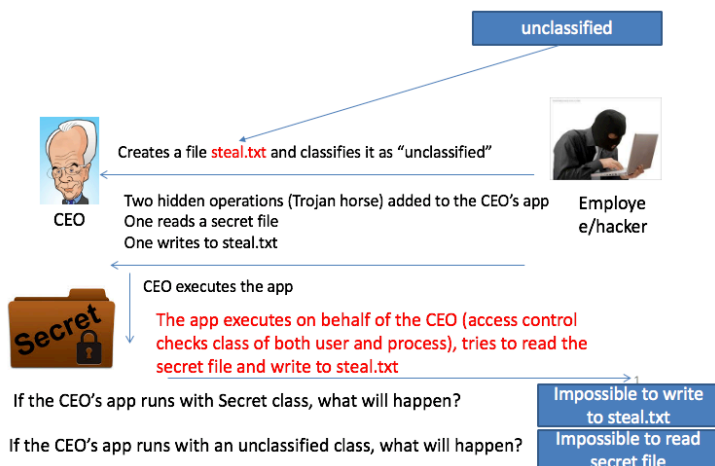 unclassified
Creates a file steal.txt and classifies it as “unclassified”
CEO
Two hidden operations (Trojan horse) added to the CEO’s app
One reads a secret file
One writes to steal.txt
Employe
e/hacker
CEO executes the app
Secret
The app executes on behalf of the CEO (access control
checks class of both user and process), tries to read the
secret file and write to steal.txt
1
If the CEO’s app runs with Secret class, what will happen?
Impossible to write
to steal.txt
If the CEO’s app runs with an unclassified class, what will happen?
Impossible to read
secret file